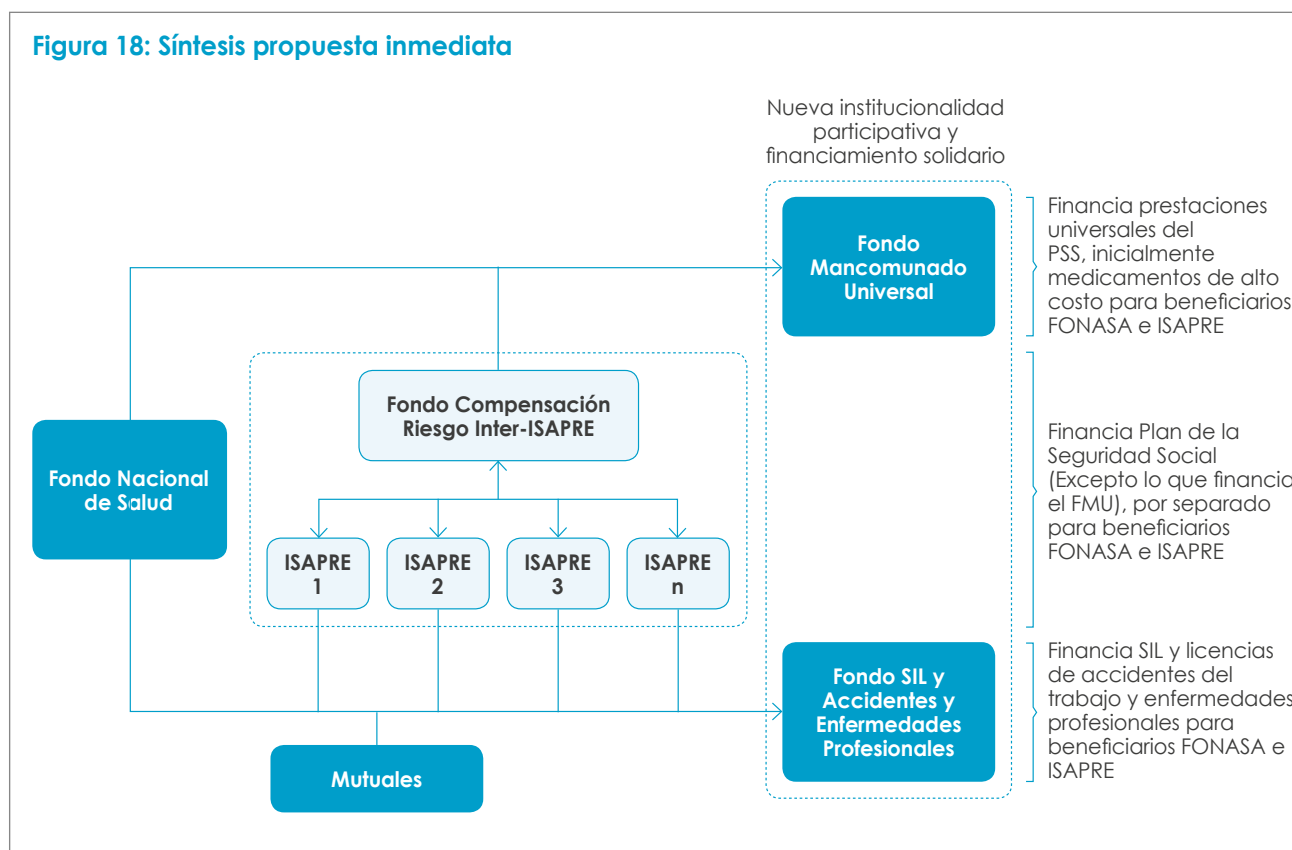 Figura 18: Síntesis propuesta inmediata
Nueva institucionalidad
participativa y
financiamiento solidario
Fondo
Mancomunado
Universal
Financia prestaciones
universales del
PSS, inicialmente
medicamentos de alto
costo para beneficiarios
FONASA e ISAPRE
Fondo Compensación
Riesgo Inter-ISAPRE
Fondo Nacional
de Salud
ISAPRE
1
ISAPRE
2
ISAPRE
3
ISAPRE
n
Financia Plan de la
Seguridad Social
(Excepto lo que financia
el FMU), por separado
para beneficiarios
FONASA e ISAPRE
Fondo SIL y
Accidentes y
Enfermedades
Profesionales
Financia SIL y licencias
de accidentes del
trabajo y enfermedades
profesionales para
beneficiarios FONASA e
ISAPRE
Mutuales